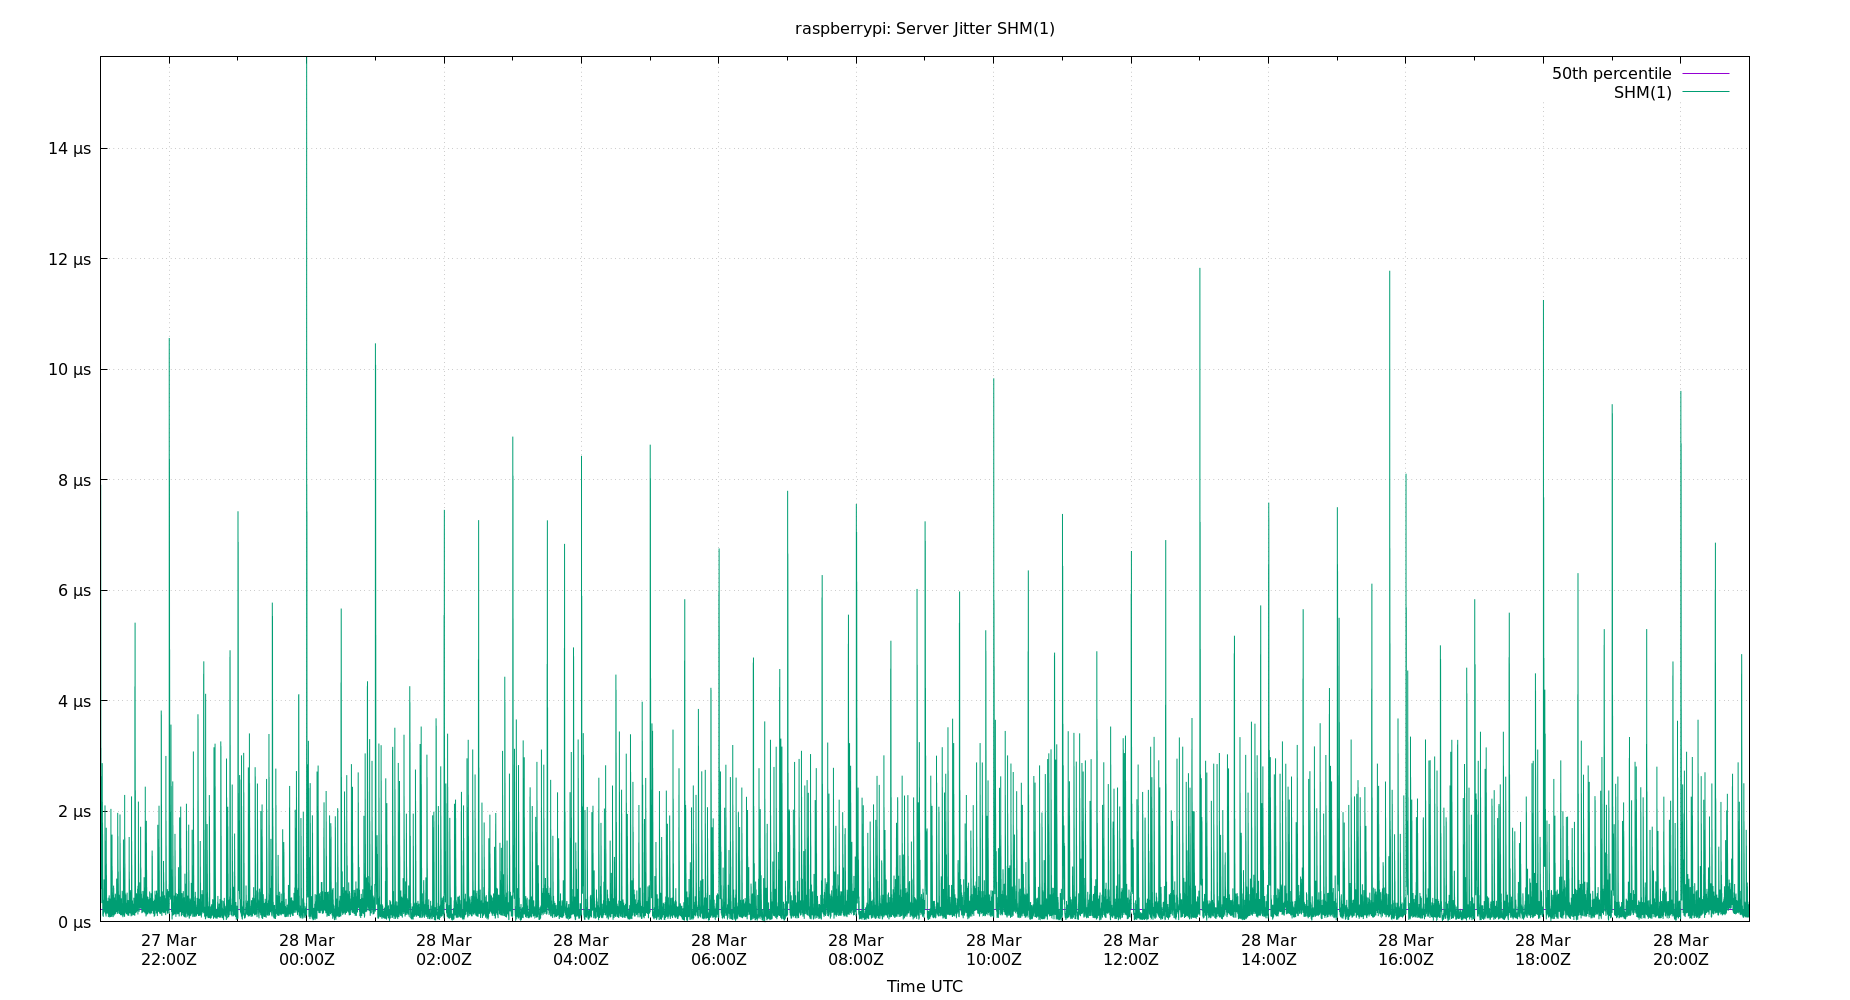 raspberrypi: Server Jitter SHM(1)
50th percentile
SHM(1)
14 µs
12 µs
10 µs
8 µs
6 µs
4 µs
2 µs
0 µs
27 Mar 28 Mar 28 Mar 28 Mar 28 Mar 28 Mar 28 Mar 28 Mar 28 Mar 28 Mar 28 Mar 28 Mar
22:00Z 00:00Z 02:00Z 04:00Z 06:00Z 08:00Z 10:00Z 12:00Z 14:00Z 16:00Z 18:00Z 20:00Z
Time UTC